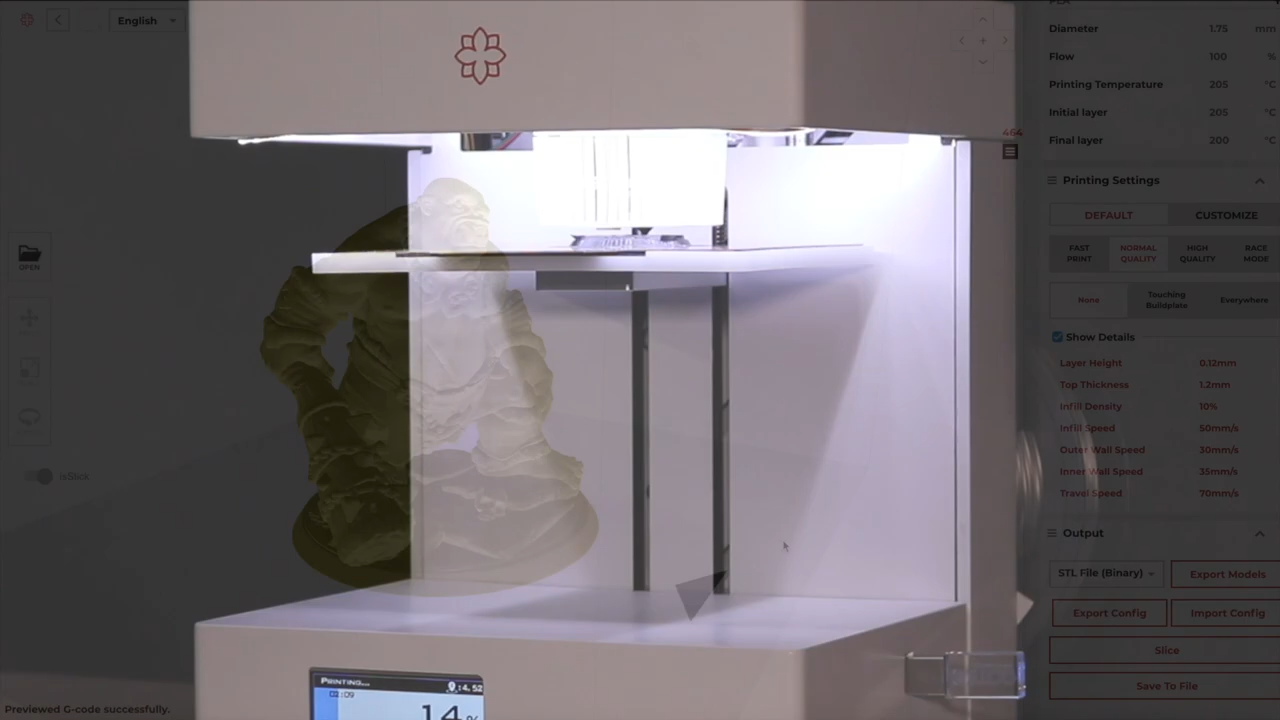 English
PLA
Diameter 1.75 mm
Flow 100 %
Printing Temperature 205 °C
Initial layer 205 °C
Final layer 200 °C
464
Printing Settings
DEFAULT CUSTOMIZE
FAST PRINT NORMAL QUALITY HIGH QUALITY RACE MODE
None Touching Buildplate Everywhere
Show Details
Layer Height 0.12mm
Top Thickness 1.2mm
Infill Density 10%
Infill Speed 50mm/s
Outer Wall Speed 30mm/s
Inner Wall Speed 35mm/s
Travel Speed 70mm/s
Output
STL File (Binary) Export Models
Export Config Import Config
Slice
Save To File
OPEN
isSlick
PRINTING...
02:09
14 %
Previewed G-code successfully.